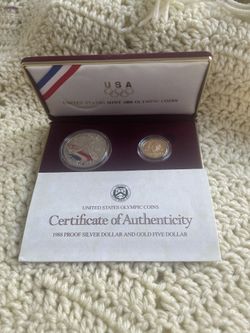 USA
UNITED STATES MINT 1988 OLYMPIC COINS
UNITED STATES OLYMPIC COINS
Certificate of Authenticity
1988 PROOF SILVER DOLLAR AND GOLD FIVE DOLLAR